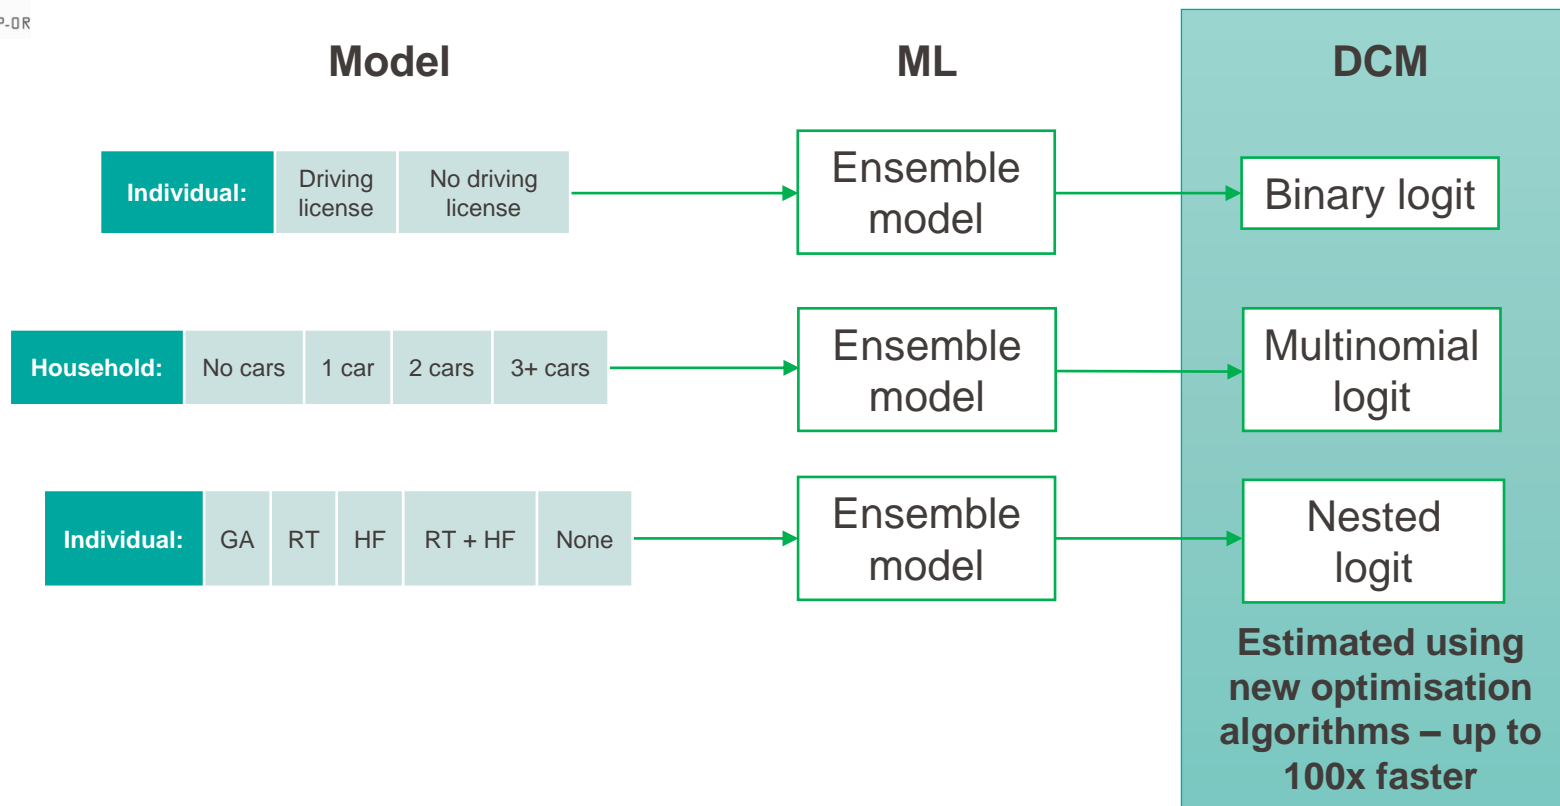 P-OR
Model
ML
DCM
Individual:
Driving
license
No driving
license
Ensemble
model
Binary logit
Household:
No cars
1 car
2 cars
3+ cars
Ensemble
model
Multinomial
logit
Individual:
GA
RT
HF
RT + HF
None
Ensemble
model
Nested
logit
Estimated using
new optimisation
algorithms – up to
100x faster